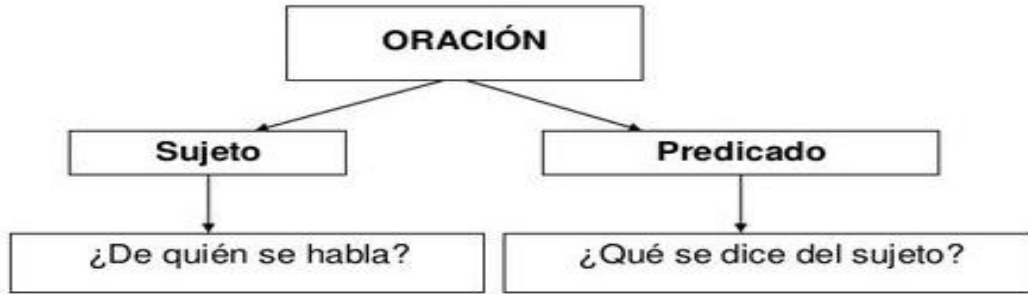 ORACIÓN
Sujeto
Predicado
¿De quién se habla?
¿Qué se dice del sujeto?